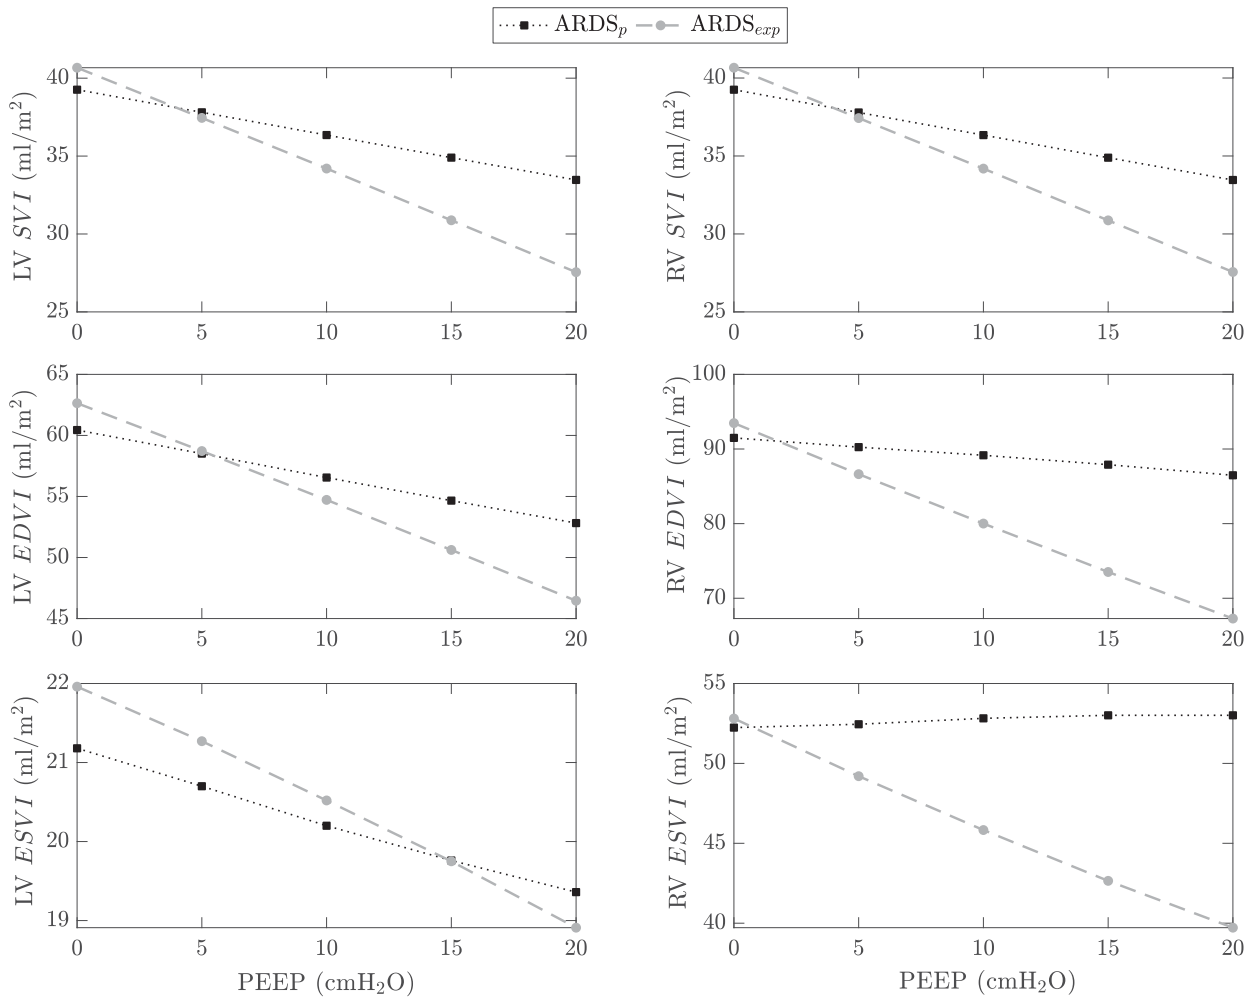 ARDSp ARDSexp
40
35
30
25
0 5 10 15 20
LV SVI (ml/m²)
40
35
30
25
0 5 10 15 20
RV SVI (ml/m²)
65
60
55
50
45
0 5 10 15 20
LV EDVI (ml/m²)
100
90
80
70
0 5 10 15 20
RV EDVI (ml/m²)
22
21
20
19
0 5 10 15 20
LV ESVI (ml/m²)
PEEP (cmH₂O)
55
50
45
40
0 5 10 15 20
RV ESVI (ml/m²)
PEEP (cmH₂O)